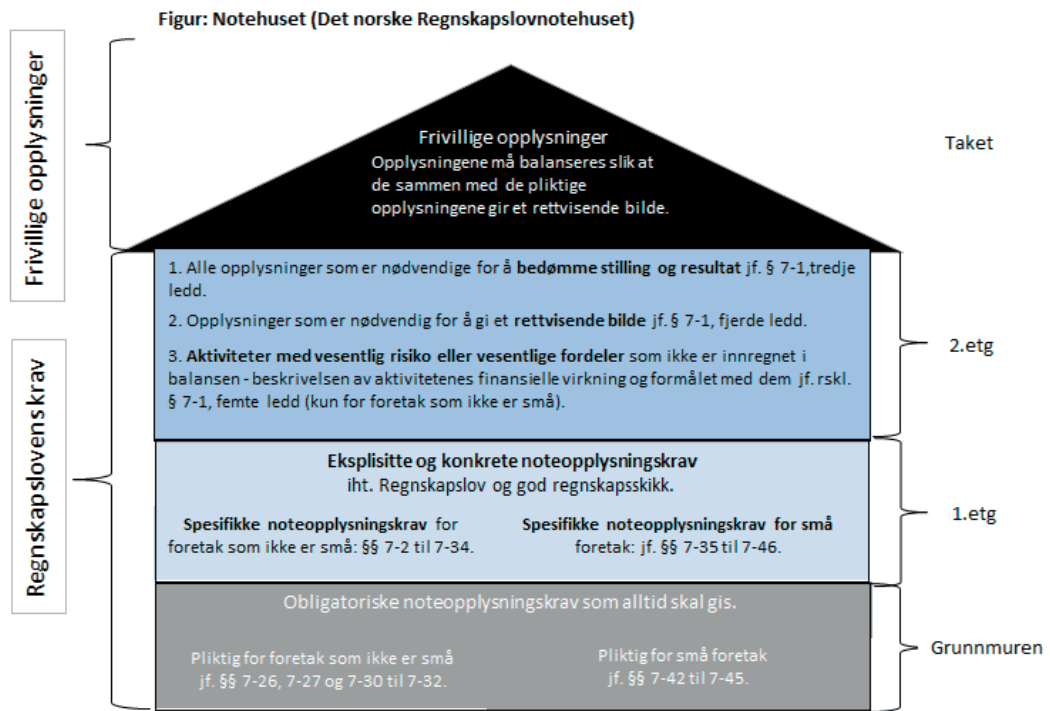 Figur: Notehuset (Det norske Regnskapslovnotehuset)
Frivillige opplysninger
Frivillige opplysninger
Opplysningene må balanseres slik at
de sammen med de pliktige
opplysningene gir et rettvisende bilde.
Taket
Regnskapslovens krav
1. Alle opplysninger som er nødvendige for å bedømme stilling og resultat jf. § 7-1,tredje
ledd.
2. Opplysninger som er nødvendig for å gi et rettvisende bilde jf. § 7-1, fjerde ledd.
3. Aktiviteter med vesentlig risiko eller vesentlige fordeler som ikke er innregnet i
balansen - beskrivelsen av aktivitetenes finansielle virkning og formålet med dem jf. rskl.
§ 7-1, femte ledd (kun for foretak som ikke er små).
2.etg
Eksplisitte og konkrete noteopplysningskrav
iht. Regnskapslov og god regnskapsskikk.
Spesifikke noteopplysningskrav for
foretak som ikke er små: §§ 7-2 til 7-34.
Spesifikke noteopplysningskrav for små
foretak: jf. §§ 7-35 til 7-46.
1.etg
Obligatoriske noteopplysningskrav som alltid skal gis.
Pliktig for foretak som ikke er små
jf. §§ 7-26, 7-27 og 7-30 til 7-32.
Pliktig for små foretak
jf. §§ 7-42 til 7-45.
Grunnmuren